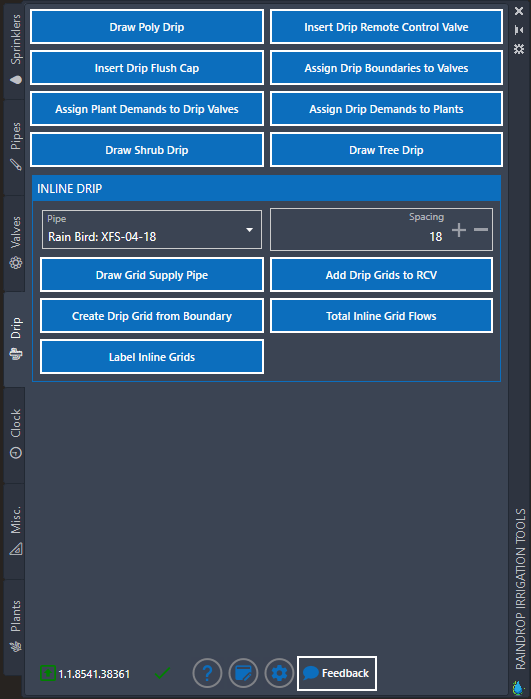 Sprinklers
Pipes
Valves
Drip
Clock
Misc.
Plants
Draw Poly Drip
Insert Drip Remote Control Valve
Insert Drip Flush Cap
Assign Drip Boundaries to Valves
Assign Plant Demands to Drip Valves
Assign Drip Demands to Plants
Draw Shrub Drip
Draw Tree Drip
INLINE DRIP
Pipe
Rain Bird: XFS-04-18
Spacing
18
Draw Grid Supply Pipe
Add Drip Grids to RCV
Create Drip Grid from Boundary
Total Inline Grid Flows
Label Inline Grids
1.1.8541.38361
Feedback
RAINDROP IRRIGATION TOOLS